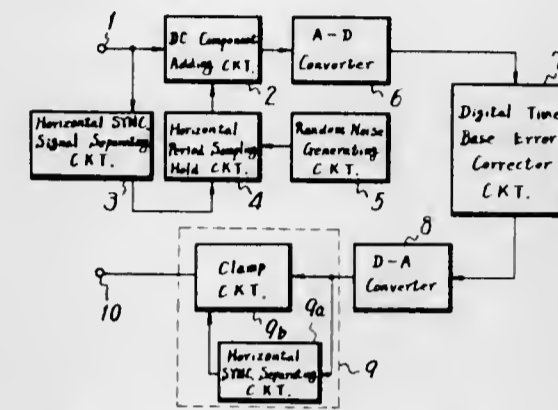 1
DC Component
Adding CKT.
2
A-D
Converter
6
7
Digital Time
Base Error
Corrector
CKT.
Horizontal SYNC.
Signal Separating
CKT.
3
Horizontal
Period Sampling
Hold CKT.
4
Random Noise
Generating
CKT.
5
8
D-A
Converter
Clamp
CKT.
9b
9a
Horizontal
SYNC. Separating
CKT.
9
10